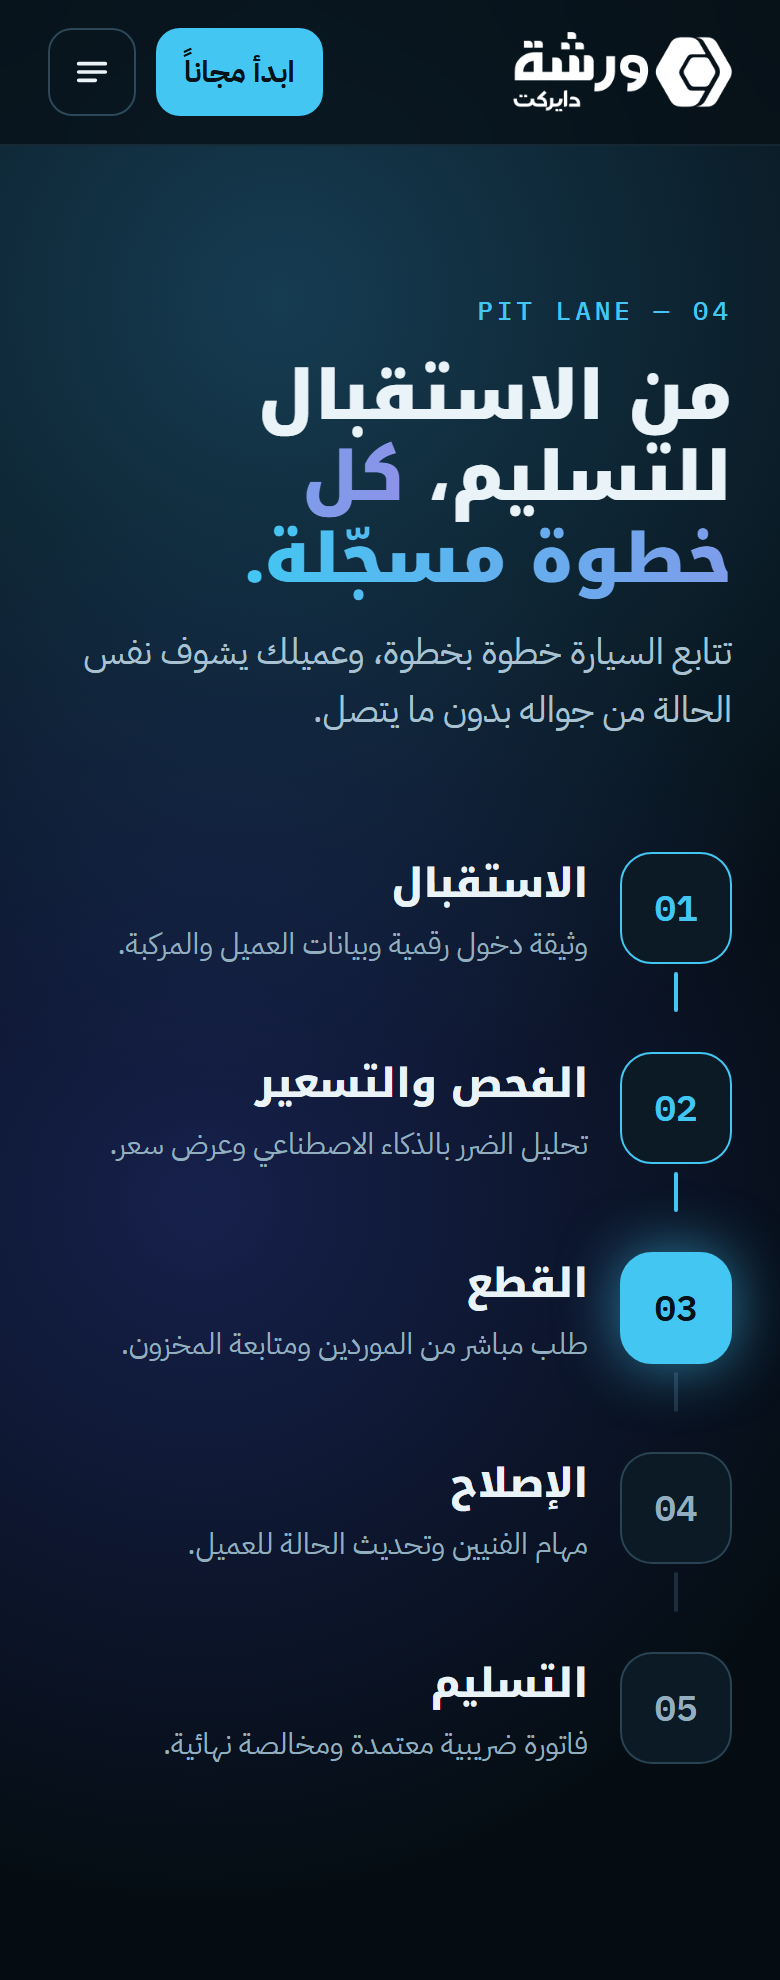 ورشة
دايركت
ابدأ مجاناً
PIT LANE — 04
من الاستقبال
للتسليم، كل
خطوة مسجّلة.
تتابع السيارة خطوة بخطوة، وعميلك يشوف نفس
الحالة من جواله بدون ما يتصل.
01
الاستقبال
وثيقة دخول رقمية وبيانات العميل والمركبة.
02
الفحص والتسعير
تحليل الضرر بالذكاء الاصطناعي وعرض سعر.
03
القطع
طلب مباشر من الموردين ومتابعة المخزون.
04
الإصلاح
مهام الفنيين وتحديث الحالة للعميل.
05
التسليم
فاتورة ضريبية معتمدة ومخالصة نهائية.